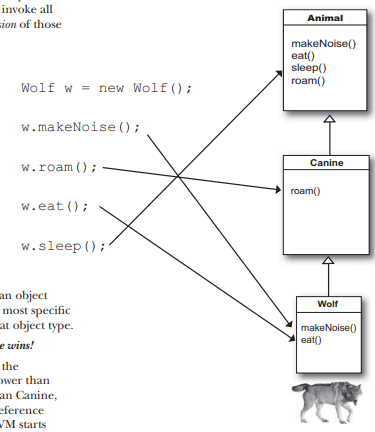 invoke all
sion of those
Wolf w = new Wolf();
w.makeNoise();
w.roam();
w.eat();
w.sleep();
an object
most specific
at object type.
e wins!
the
ower than
an Canine,
eference
VM starts
Animal
makeNoise()
eat()
sleep()
roam()
Canine
roam()
Wolf
makeNoise()
eat()